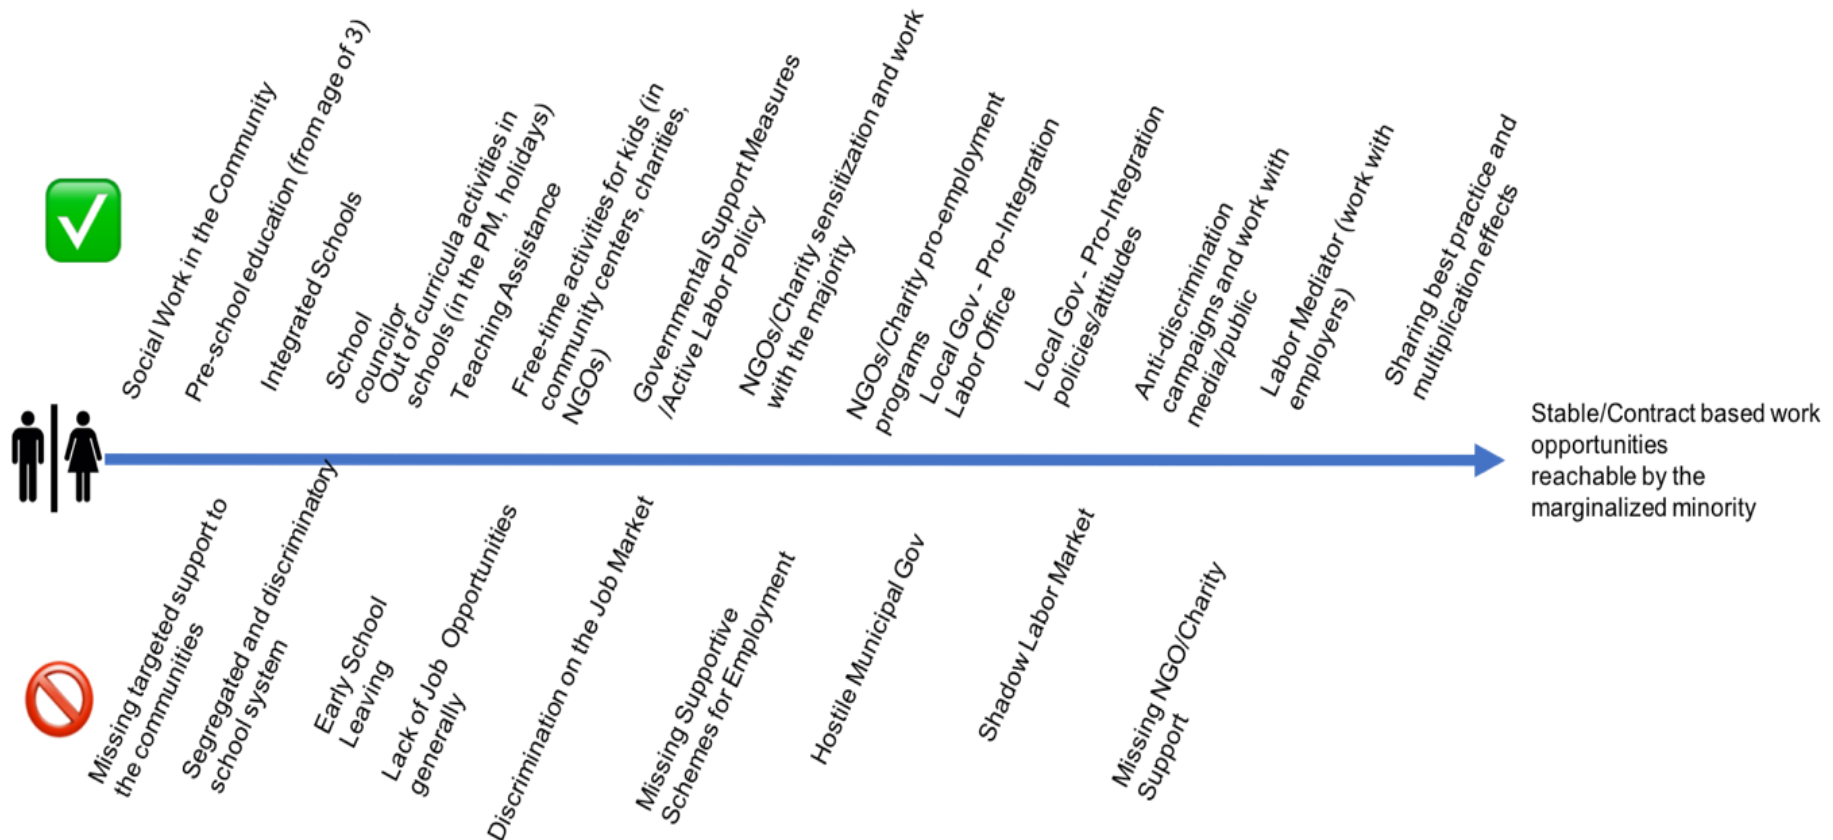 Social Work in the Community
Pre-school education (from age of 3)
Integrated Schools
School
councilor
Out of curricula activities in
schools (in the PM, holidays)
Teaching Assistance
Free-time activities for kids (in
community centers, charities,
NGOs)
Governmental Support Measures
/Active Labor Policy
NGOs/Charity sensitization and work
with the majority
NGOs/Charity pro-employment
programs
Local Gov - Pro-Integration
Labor Office
Local Gov - Pro-Integration
policies/attitudes
Anti-discrimination
campaigns and work with
media/public
Labor Mediator (work with
employers)
Sharing best practice and
multiplication effects
Stable/Contract based work
opportunities
reachable by the
marginalized minority
Missing targeted support to
the communities
Segregated and discriminatory
school system
Early School
Leaving
Lack of Job Opportunities
generally
Discrimination on the Job Market
Missing Supportive
Schemes for Employment
Hostile Municipal Gov
Shadow Labor Market
Missing NGO/Charity
Support